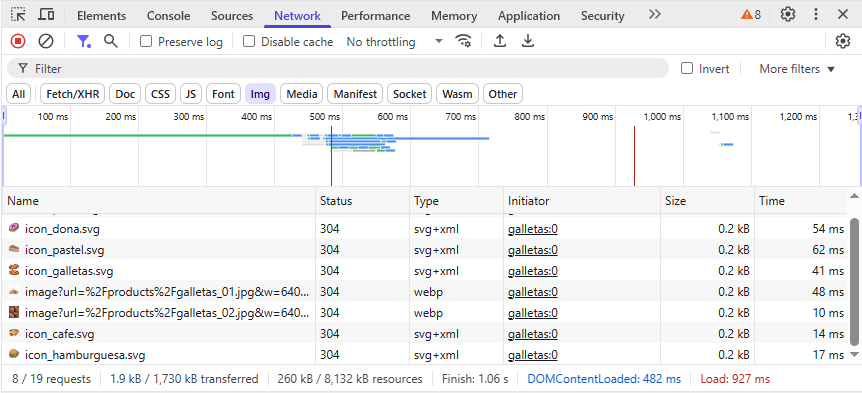 Elements Console Sources Network Performance Memory Application Security 8
Preserve log Disable cache No throttling
Filter Invert More filters
All Fetch/XHR Doc CSS JS Font Img Media Manifest Socket Wasm Other
100 ms 200 ms 300 ms 400 ms 500 ms 600 ms 700 ms 800 ms 900 ms 1,000 ms 1,100 ms 1,200 ms
Name Status Type Initiator Size Time
icon_dona.svg 304 svg+xml galletas:0 0.2 kB 54 ms
icon_pastel.svg 304 svg+xml galletas:0 0.2 kB 62 ms
icon_galletas.svg 304 svg+xml galletas:0 0.2 kB 41 ms
image?url=%2Fproducts%2Fgalletas_01.jpg&w=640... 304 webp galletas:0 0.2 kB 48 ms
image?url=%2Fproducts%2Fgalletas_02.jpg&w=640... 304 webp galletas:0 0.2 kB 10 ms
icon_cafe.svg 304 svg+xml galletas:0 0.2 kB 14 ms
icon_hamburguesa.svg 304 svg+xml galletas:0 0.2 kB 17 ms
8 / 19 requests 1.9 kB / 1,730 kB transferred 260 kB / 8,132 kB resources Finish: 1.06 s DOMContentLoaded: 482 ms Load: 927 ms